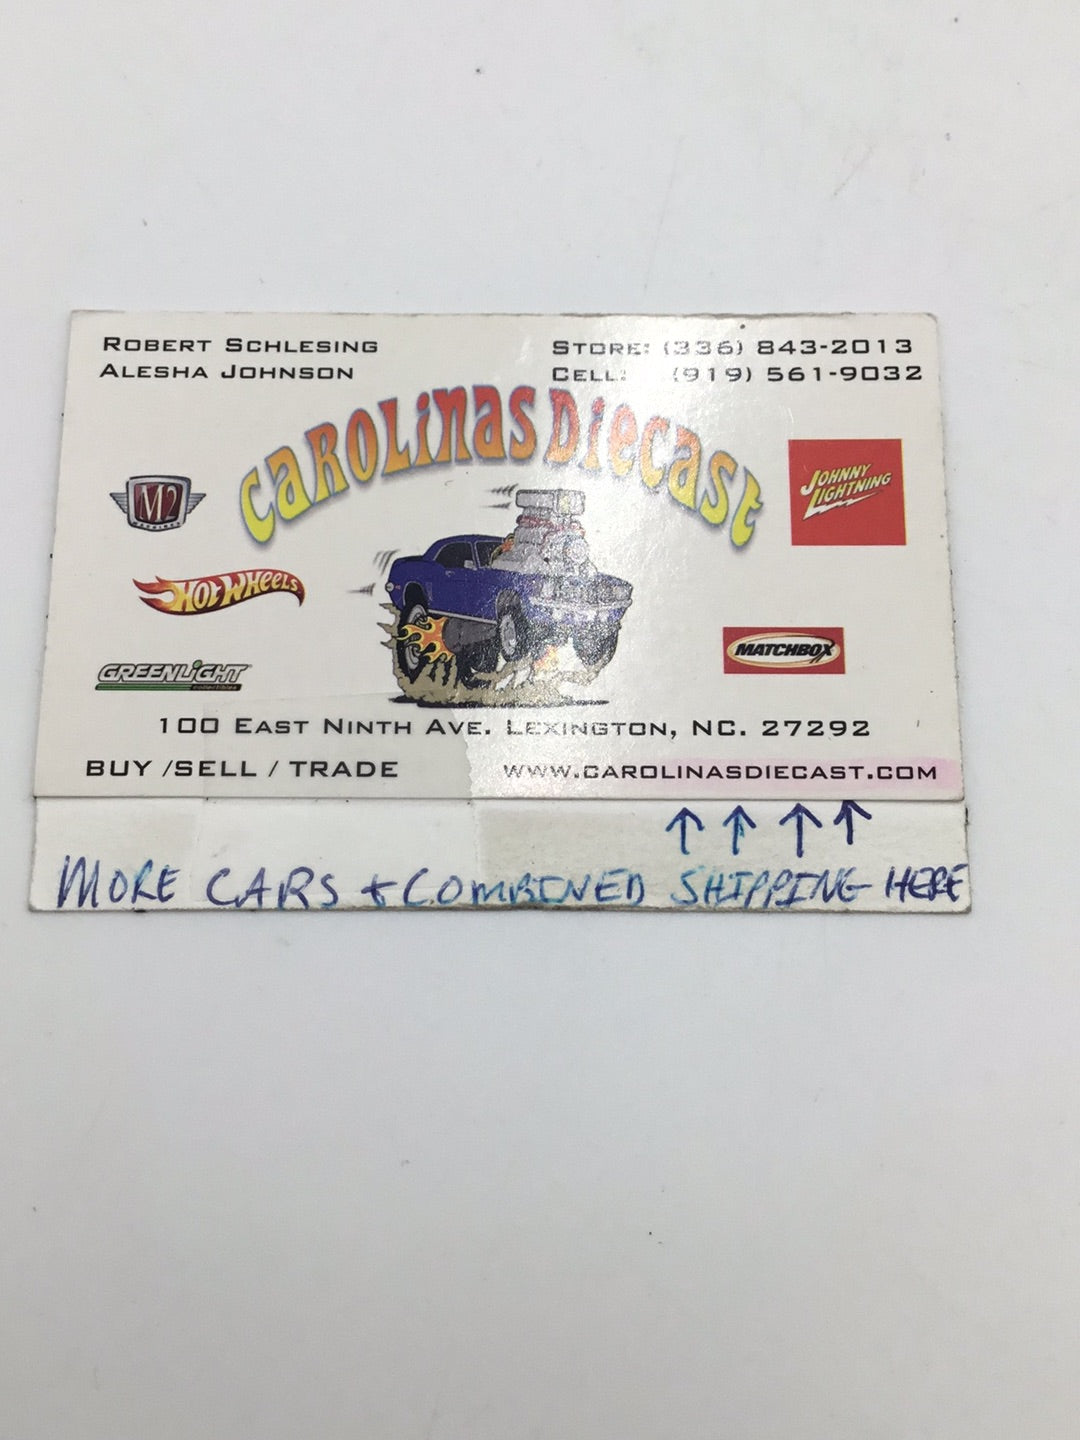 ROBERT SCHLESING
ALESHA JOHNSON
STORE: (336) 843-2013
CELL: (919) 561-9032
CAROLINAS DIECAST
M2
MACHINES
HOT WHEELS
GREENLIGHT
collectibles
JOHNNY
LIGHTNING
MATCHBOX
100 EAST NINTH AVE. LEXINGTON, NC. 27292
BUY /SELL / TRADE
WWW.CAROLINASDIECAST.COM
↑ ↑ ↑ ↑
MORE CARS + COMBINED SHIPPING HERE